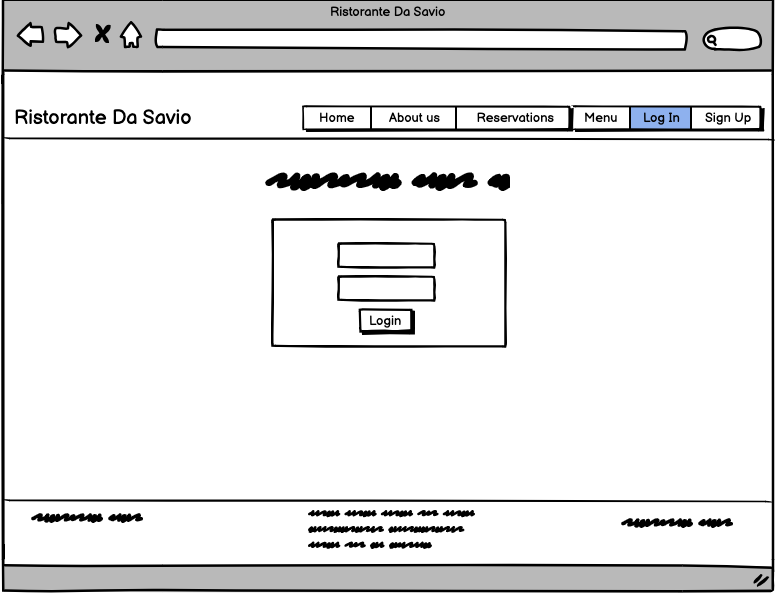 Ristorante Da Savio
Ristorante Da Savio
Home About us Reservations Menu Log In Sign Up
Login